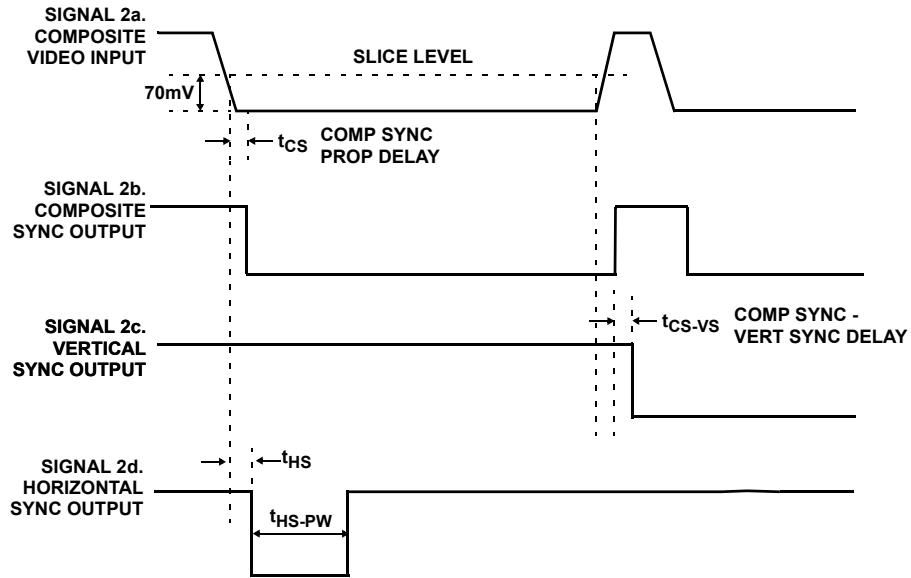 SIGNAL 2a.
COMPOSITE
VIDEO INPUT
SLICE LEVEL
70mV
tCS
COMP SYNC
PROP DELAY
SIGNAL 2b.
COMPOSITE
SYNC OUTPUT
SIGNAL 2c.
VERTICAL
SYNC OUTPUT
tCS-VS
COMP SYNC -
VERT SYNC DELAY
SIGNAL 2d.
HORIZONTAL
SYNC OUTPUT
tHS
tHS-PW